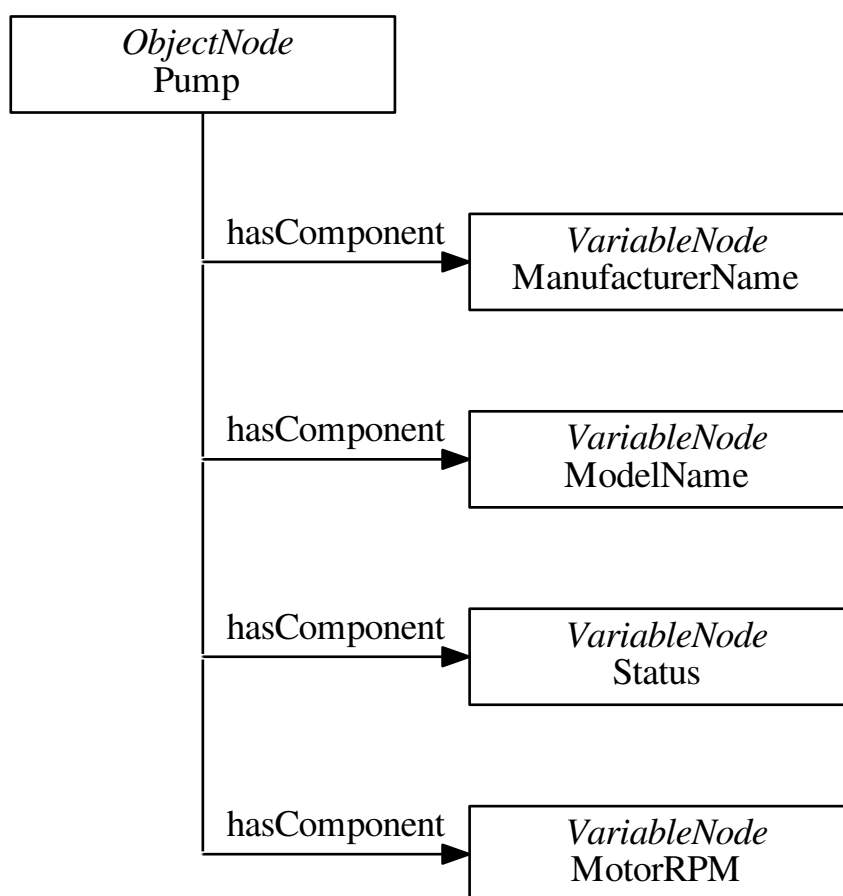 ObjectNode
Pump
hasComponent
VariableNode
ManufacturerName
hasComponent
VariableNode
ModelName
hasComponent
VariableNode
Status
hasComponent
VariableNode
MotorRPM